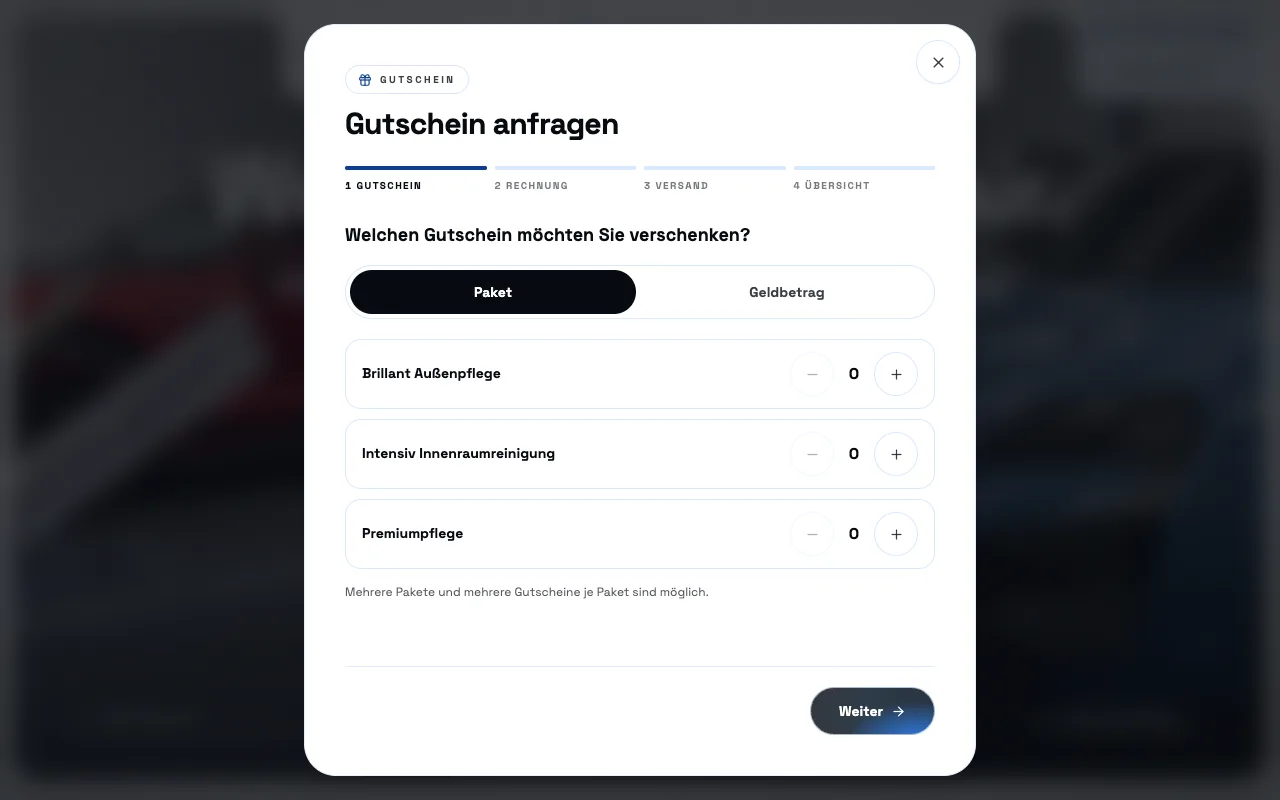 GUTSCHEIN
Gutschein anfragen
1 GUTSCHEIN
2 RECHNUNG
3 VERSAND
4 ÜBERSICHT
Welchen Gutschein möchten Sie verschenken?
Paket
Geldbetrag
Brillant Außenpflege
0
Intensiv Innenraumreinigung
0
Premiumpflege
0
Mehrere Pakete und mehrere Gutscheine je Paket sind möglich.
Weiter